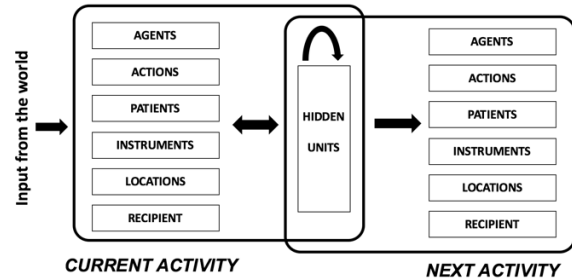 Input from the world
AGENTS
ACTIONS
PATIENTS
INSTRUMENTS
LOCATIONS
RECIPIENT
CURRENT ACTIVITY
HIDDEN
UNITS
AGENTS
ACTIONS
PATIENTS
INSTRUMENTS
LOCATIONS
RECIPIENT
NEXT ACTIVITY